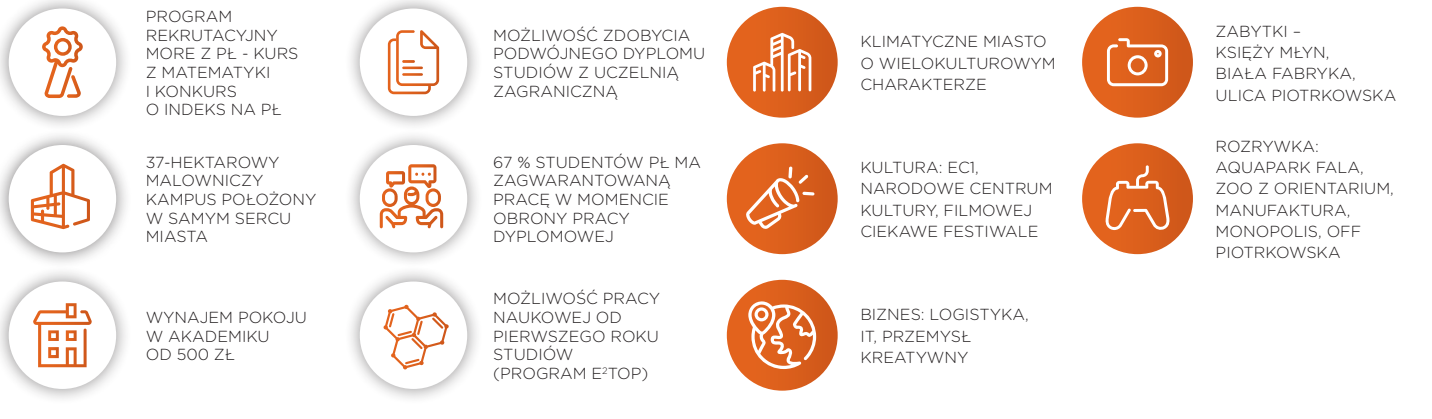 PROGRAM
REKRUTACYJNY
MORE Z PŁ - KURS
Z MATEMATYKI
I KONKURS
O INDEKS NA PŁ
37-HEKTAROWY
MALOWNICZY
KAMPUS POŁOŻONY
W SAMYM SERCU
MIASTA
WYNAJEM POKOJU
W AKADEMIKU
OD 500 ZŁ
MOŻLIWOŚĆ ZDOBYCIA
PODWÓJNEGO DYPLOMU
STUDIÓW Z UCZELNIĄ
ZAGRANICZNĄ
67 % STUDENTÓW PŁ MA
ZAGWARANTOWANĄ
PRACĘ W MOMENCIE
OBRONY PRACY
DYPLOMOWEJ
MOŻLIWOŚĆ PRACY
NAUKOWEJ OD
PIERWSZEGO ROKU
STUDIÓW
(PROGRAM E²TOP)
KLIMATYCZNE MIASTO
O WIELOKULTUROWYM
CHARAKTERZE
KULTURA: EC1,
NARODOWE CENTRUM
KULTURY, FILMOWEJ
CIEKAWE FESTIWALE
BIZNES: LOGISTYKA,
IT, PRZEMYSŁ
KREATYWNY
ZABYTKI –
KSIĘŻY MŁYN,
BIAŁA FABRYKA,
ULICA PIOTRKOWSKA
ROZRYWKA:
AQUAPARK FALA,
ZOO Z ORIENTARIUM,
MANUFAKTURA,
MONOPOLIS, OFF
PIOTRKOWSKA